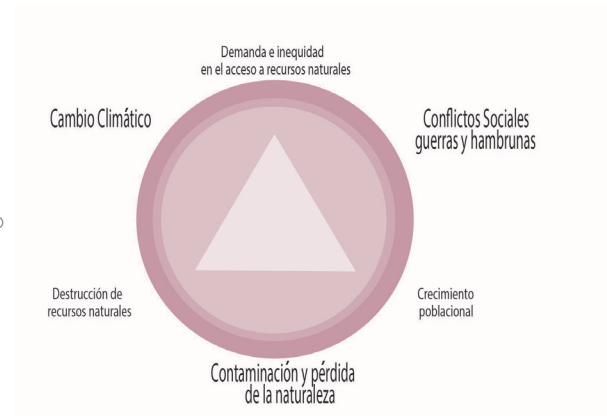 Demanda e inequidad
en el acceso a recursos naturales
Cambio Climático
Conflictos Sociales
guerras y hambrunas
Destrucción de
recursos naturales
Crecimiento
poblacional
Contaminación y pérdida
de la naturaleza